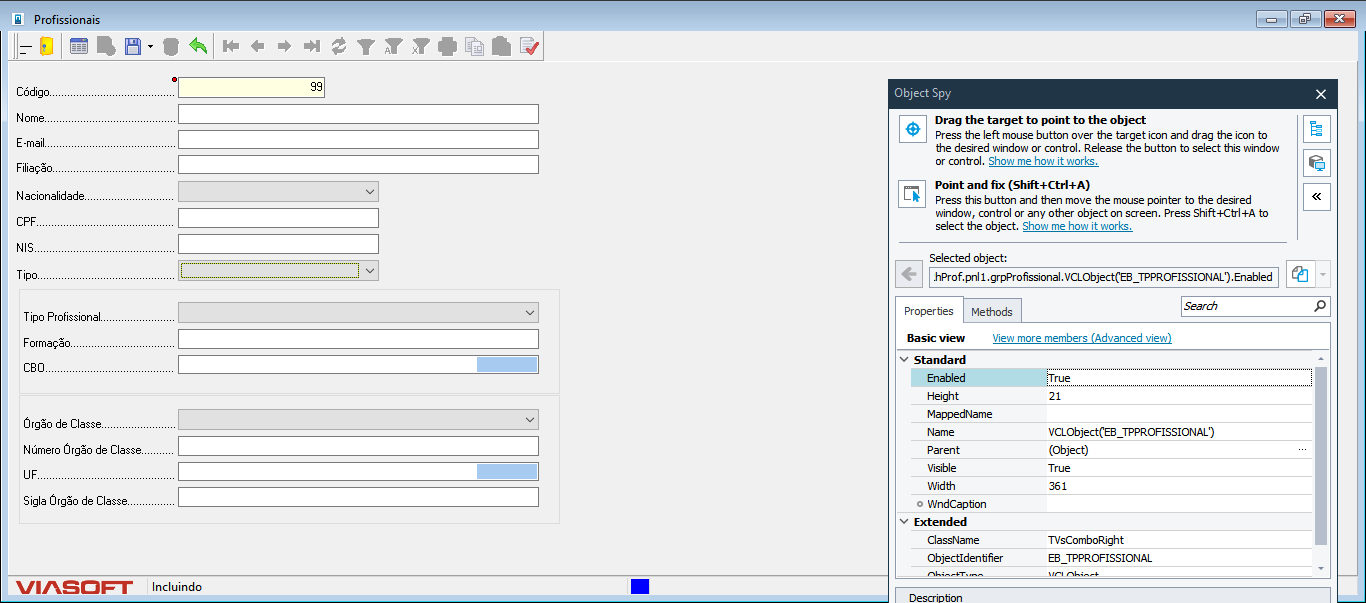 Profissionais
Código
99
Nome
E-mail
Filiação
Nacionalidade
CPF
NIS
Tipo
Tipo Profissional
Formação
CBO
Órgão de Classe
Número Órgão de Classe
UF
Sigla Órgão de Classe
VIASOFT
Incluindo
Object Spy
Drag the target to point to the object
Press the left mouse button over the target icon and drag the icon to
the desired window or control. Release the button to select this window
or control. Show me how it works.
Point and fix (Shift+Ctrl+A)
Press this button and then move the mouse pointer to the desired
window, control or any other object on screen. Press Shift+Ctrl+A to
select the object. Show me how it works.
Selected object:
.hProf.pnl1.grpProfissional.VCLObject('EB_TPPROFISSIONAL').Enabled
Properties
Methods
Search
Basic view
View more members (Advanced view)
Standard
Enabled True
Height 21
MappedName
Name VCLObject('EB_TPPROFISSIONAL')
Parent (Object) ...
Visible True
Width 361
WndCaption
Extended
ClassName TVsComboRight
ObjectIdentifier EB_TPPROFISSIONAL
ObjectType VCLObject
Description